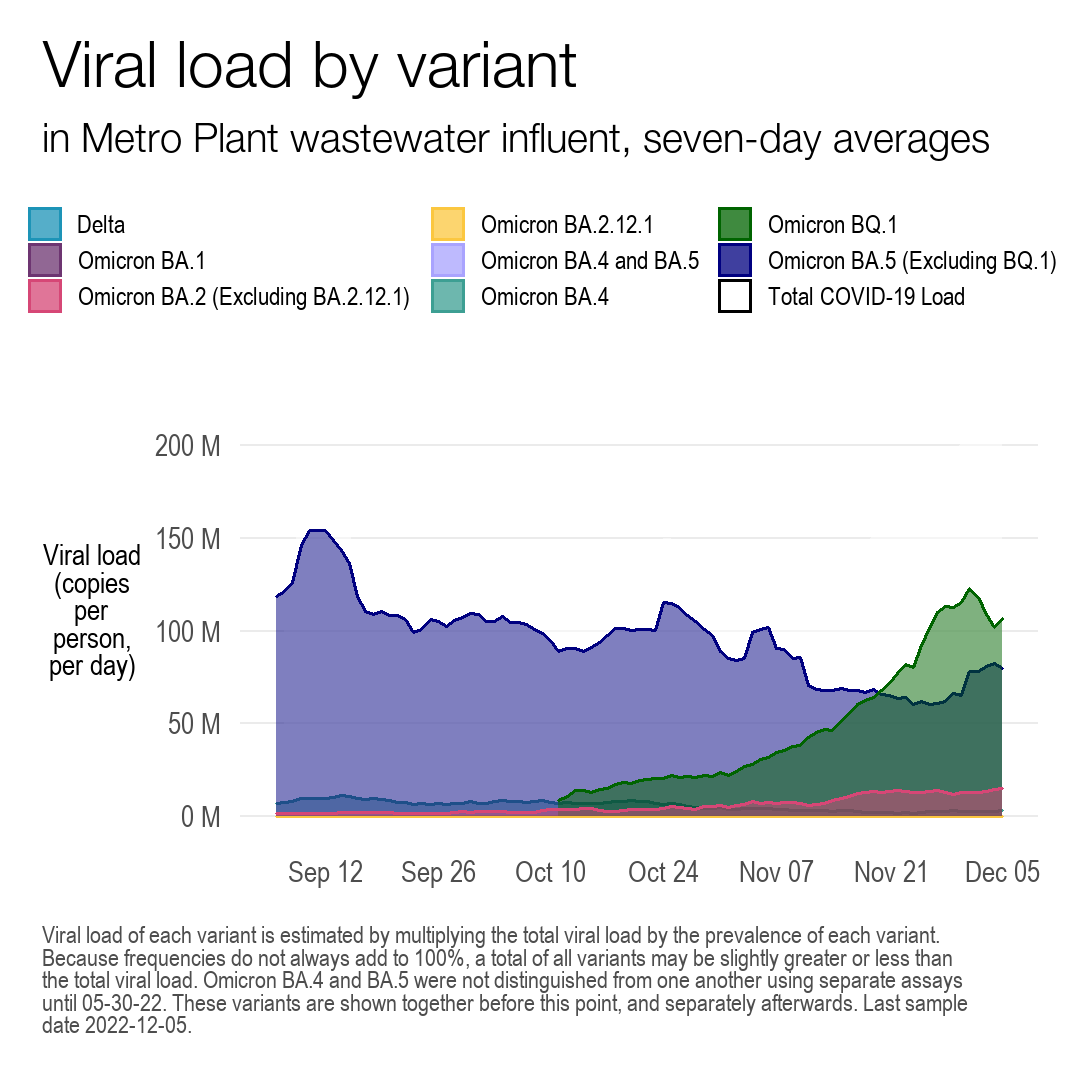 Viral load by variant
in Metro Plant wastewater influent, seven-day averages
Delta
Omicron BA.1
Omicron BA.2 (Excluding BA.2.12.1)
Omicron BA.2.12.1
Omicron BA.4 and BA.5
Omicron BA.4
Omicron BQ.1
Omicron BA.5 (Excluding BQ.1)
Total COVID-19 Load
Viral load
(copies
per
person,
per day)
200 M
150 M
100 M
50 M
0 M
Sep 12
Sep 26
Oct 10
Oct 24
Nov 07
Nov 21
Dec 05
Viral load of each variant is estimated by multiplying the total viral load by the prevalence of each variant.
Because frequencies do not always add to 100%, a total of all variants may be slightly greater or less than
the total viral load. Omicron BA.4 and BA.5 were not distinguished from one another using separate assays
until 05-30-22. These variants are shown together before this point, and separately afterwards. Last sample
date 2022-12-05.